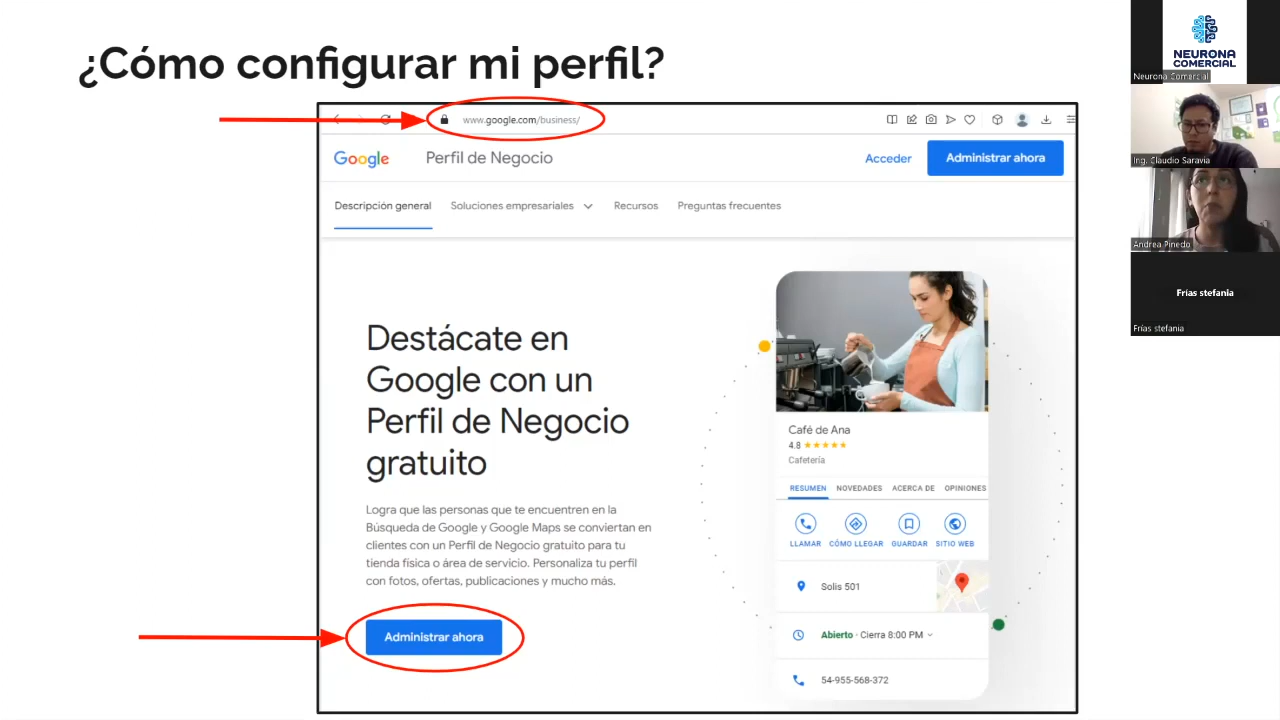 ¿Cómo configurar mi perfil?
www.google.com/business/
Google
Perfil de Negocio
Acceder
Administrar ahora
Descripción general
Soluciones empresariales
Recursos
Preguntas frecuentes
Destácate en
Google con un
Perfil de Negocio
gratuito
Logra que las personas que te encuentren en la
Búsqueda de Google y Google Maps se conviertan en
clientes con un Perfil de Negocio gratuito para tu
tienda física o área de servicio. Personaliza tu perfil
con fotos, ofertas, publicaciones y mucho más.
Administrar ahora
Café de Ana
4.8
Cafetería
RESUMEN
NOVEDADES
ACERCA DE
OPINIONES
LLAMAR
CÓMO LLEGAR
GUARDAR
SITIO WEB
Solis 501
Abierto · Cierra 8:00 PM
54-955-568-372
NEURONA
COMERCIAL
Neurona Comercial
Ing. Claudio Saravia
Andrea Pinedo
Frías stefania
Frías stefania